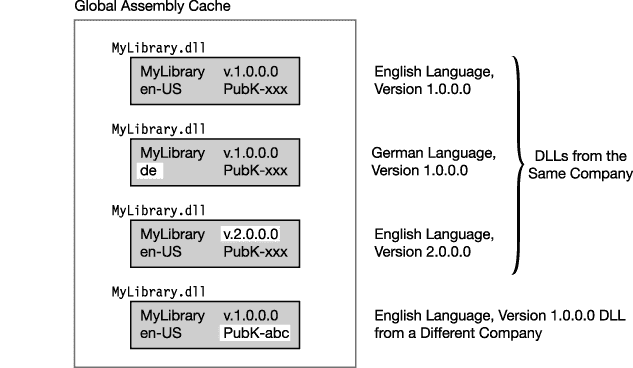 Global Assembly Cache
MyLibrary.dll
MyLibrary v.1.0.0.0
en-US PubK-xxx
English Language,
Version 1.0.0.0
MyLibrary.dll
MyLibrary v.1.0.0.0
de PubK-xxx
German Language,
Version 1.0.0.0
MyLibrary.dll
MyLibrary v.2.0.0.0
en-US PubK-xxx
English Language,
Version 2.0.0.0
DLLs from the
Same Company
MyLibrary.dll
MyLibrary v.1.0.0.0
en-US PubK-abc
English Language, Version 1.0.0.0 DLL
from a Different Company